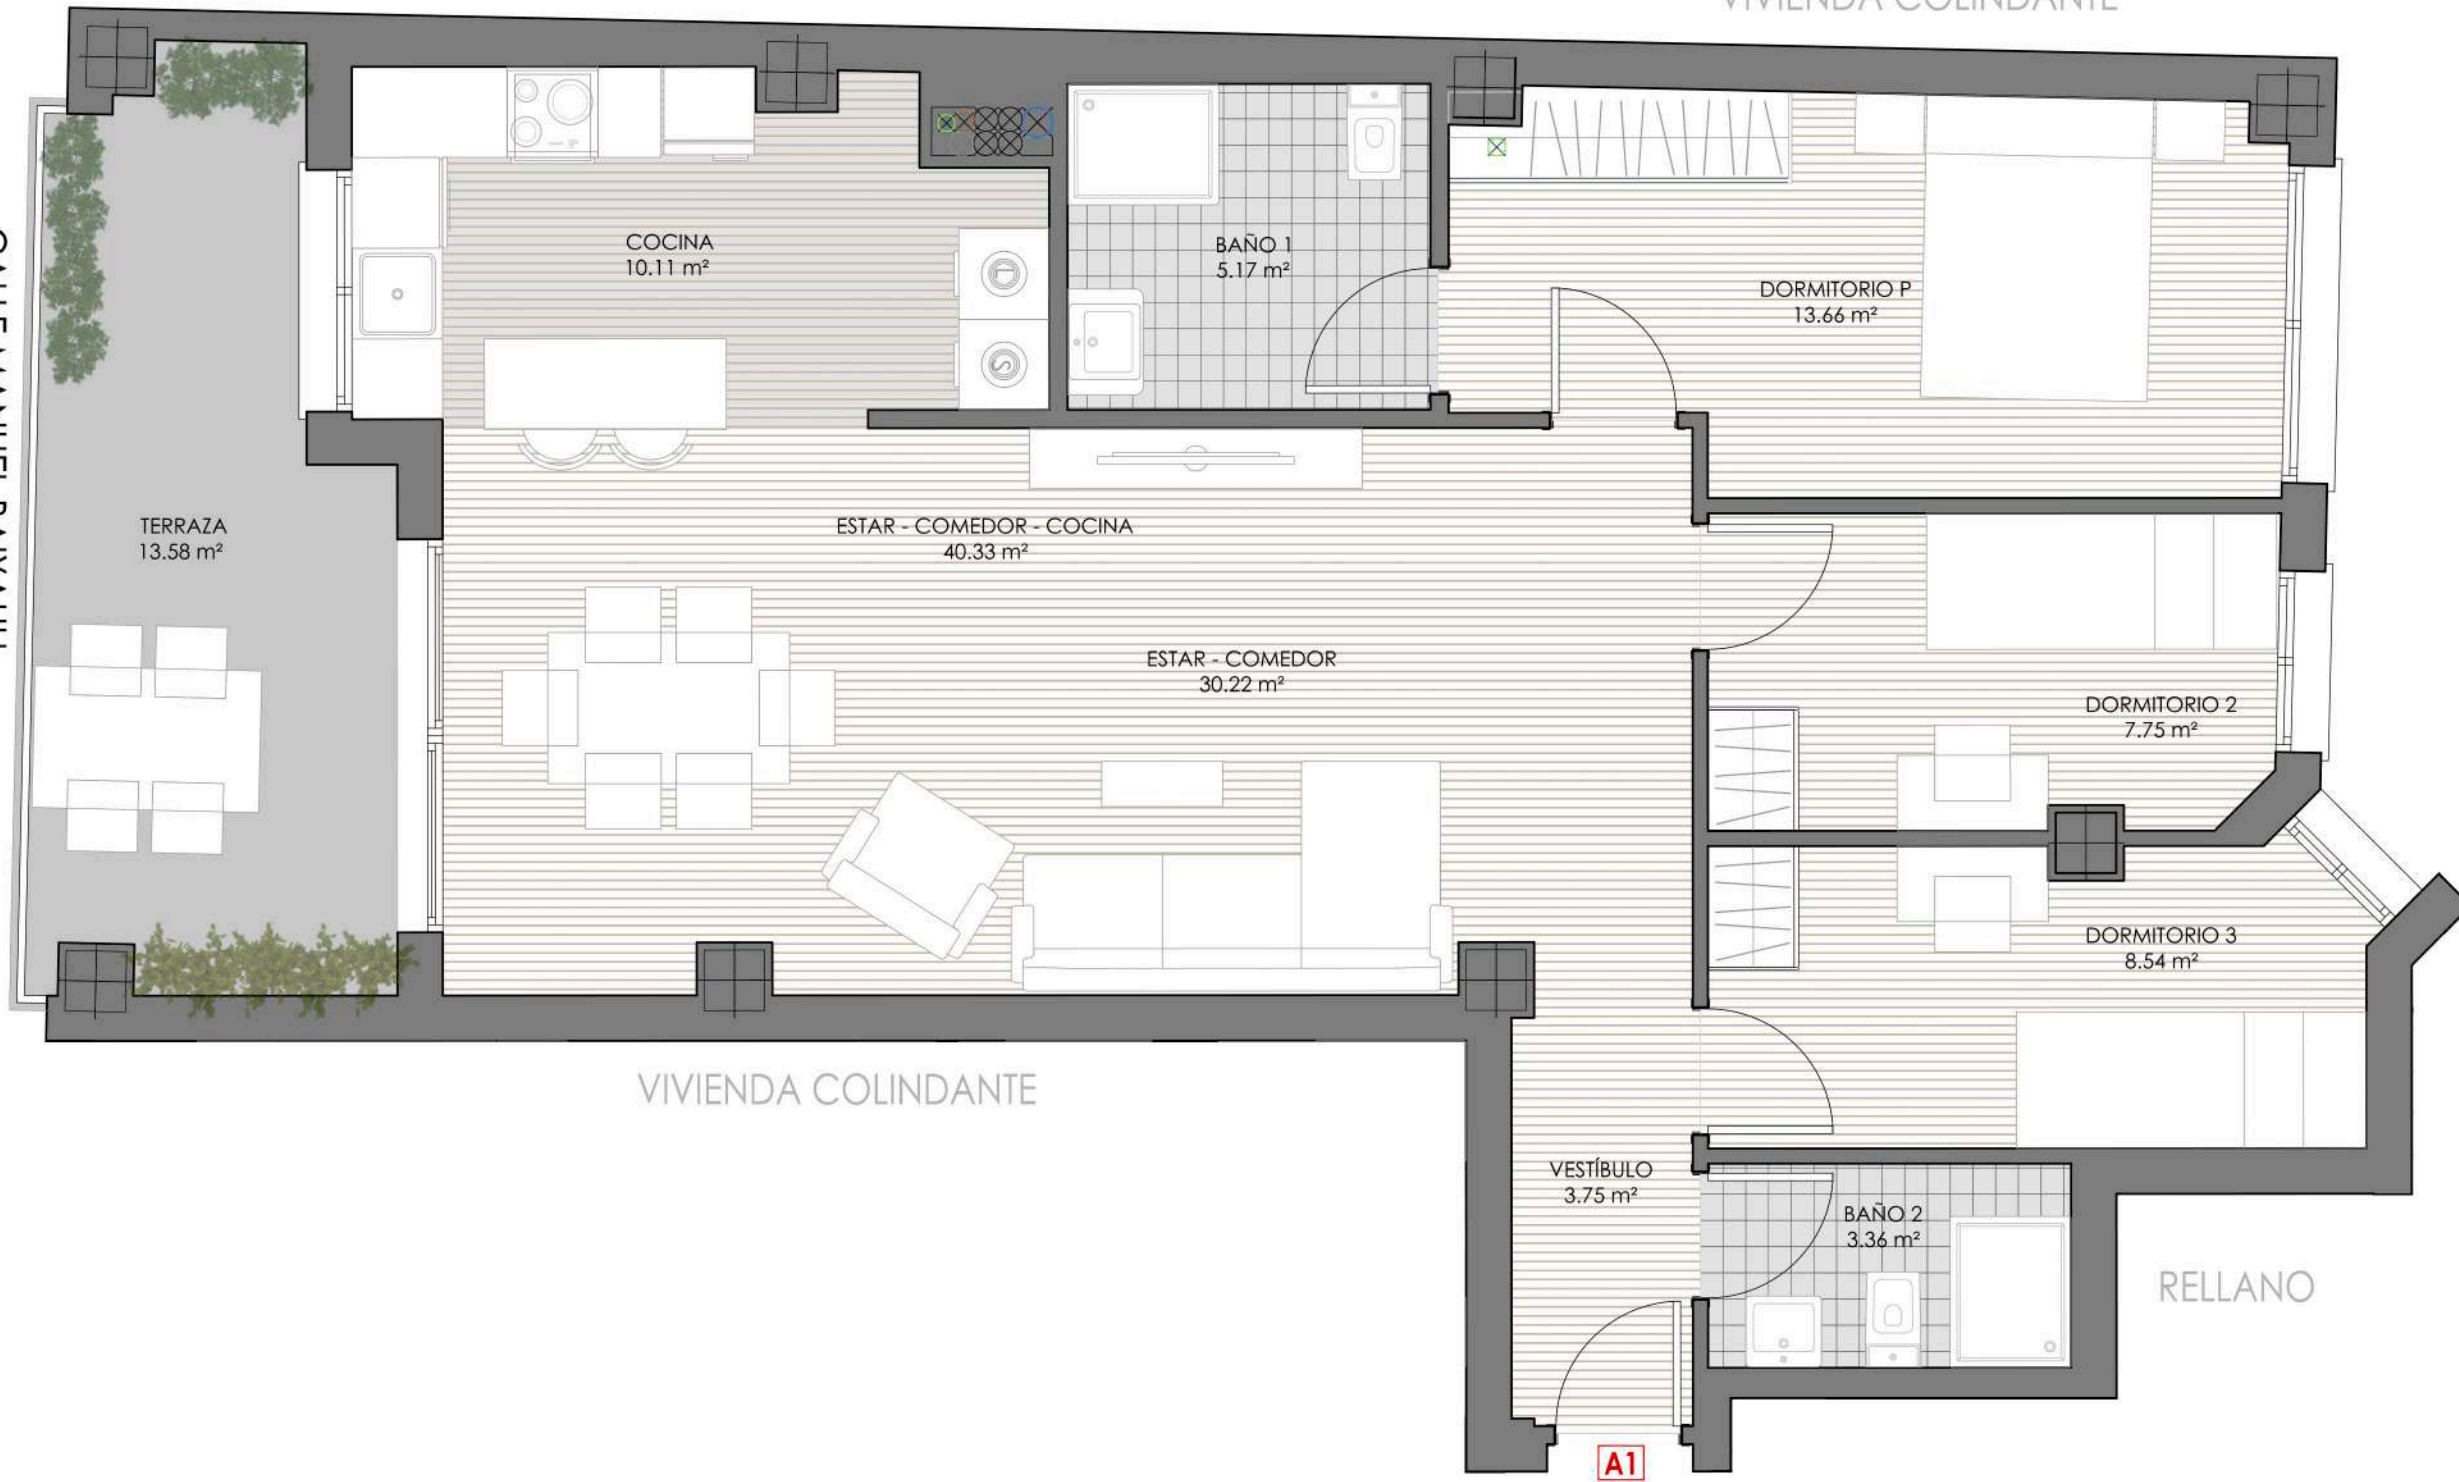 VIVIENDA COLINDANTE
COCINA
10.11 m²
BAÑO 1
5.17 m²
DORMITORIO P
13.66 m²
TERRAZA
13.58 m²
ESTAR - COMEDOR - COCINA
40.33 m²
ESTAR - COMEDOR
30.22 m²
DORMITORIO 2
7.75 m²
DORMITORIO 3
8.54 m²
VIVIENDA COLINDANTE
VESTÍBULO
3.75 m²
BAÑO 2
3.36 m²
RELLANO
A1